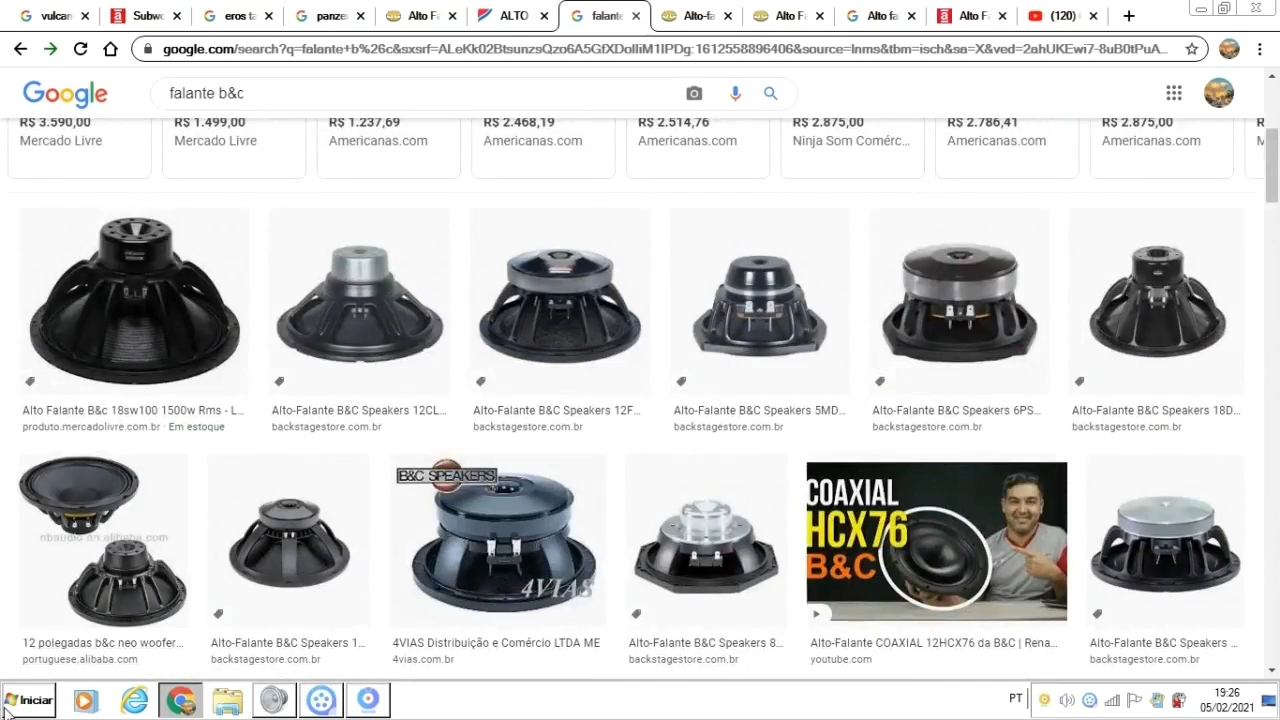 vulcan
Subwo
eros ta
panzer
Alto F
ALTO
falante
Alto-fa
Alto F
Alto fa
Alto F
(120)
google.com/search?q=falante+b%26c&sxsrf=ALeKk02BtsunzsQzo6A5GfXDolliM1IPDg:1612558896406&source=lnms&tbm=isch&sa=X&ved=2ahUKEwi7-8uB0tPuA...
Google
falante b&c
R$ 3.590,00
R$ 1.499,00
R$ 1.237,69
R$ 2.468,19
R$ 2.514,76
R$ 2.875,00
R$ 2.786,41
R$ 2.875,00
Mercado Livre
Mercado Livre
Americanas.com
Americanas.com
Americanas.com
Ninja Som Comérc...
Americanas.com
Americanas.com
Alto Falante B&c 18sw100 1500w Rms - L...
produto.mercadolivre.com.br · Em estoque
Alto-Falante B&C Speakers 12CL...
backstagestore.com.br
Alto-Falante B&C Speakers 12F...
backstagestore.com.br
Alto-Falante B&C Speakers 5MD...
backstagestore.com.br
Alto-Falante B&C Speakers 6PS...
backstagestore.com.br
Alto-Falante B&C Speakers 18D...
backstagestore.com.br
nbaudio.en.alibaba.com
B&C SPEAKERS
4VIAS
COAXIAL
HCX76
B&C
12 polegadas b&c neo woofer...
portuguese.alibaba.com
Alto-Falante B&C Speakers 1...
backstagestore.com.br
4VIAS Distribuição e Comércio LTDA ME
4vias.com.br
Alto-Falante B&C Speakers 8...
backstagestore.com.br
Alto-Falante COAXIAL 12HCX76 da B&C | Rena...
youtube.com
Alto-Falante B&C Speakers ...
backstagestore.com.br
Iniciar
PT
19:26
05/02/2021